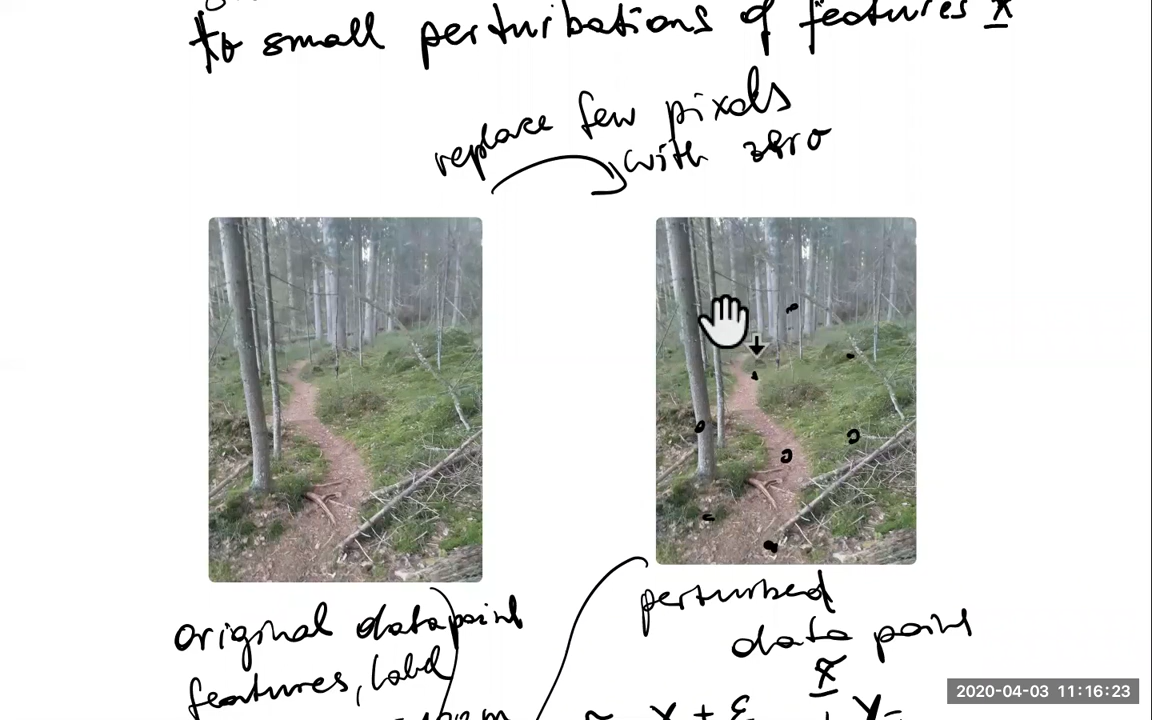 to small perturbations of features x
replace few pixels
with zero
original datapoint
features, label
perturbed
data point
x̃
x + ε
2020-04-03 11:16:23